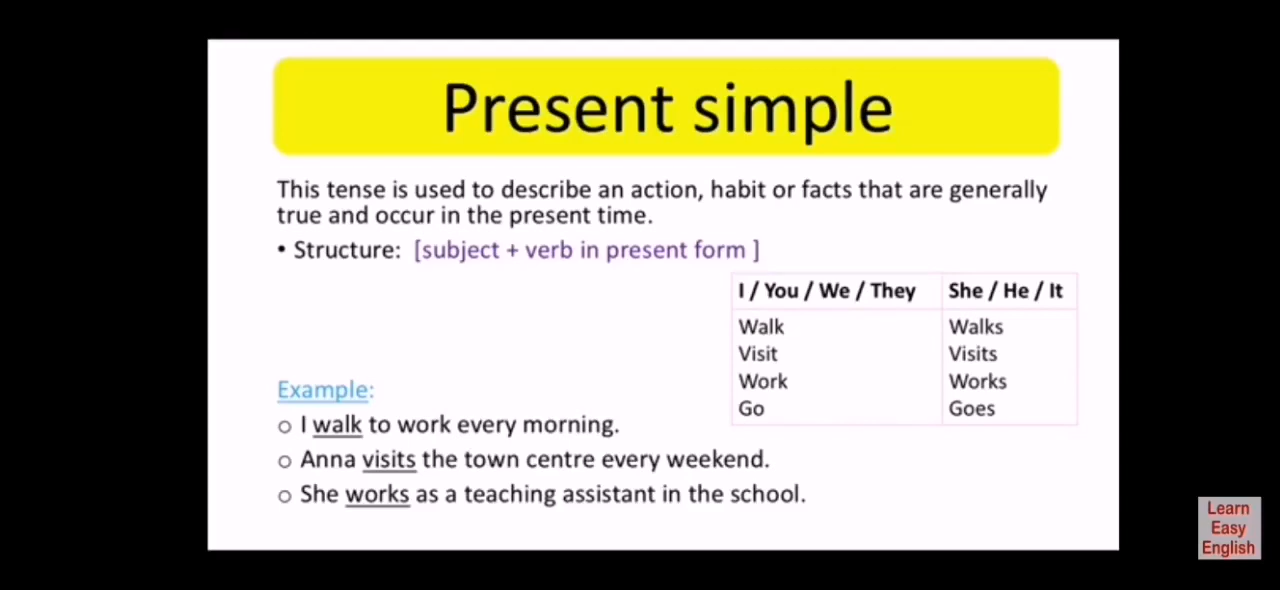 Present simple
This tense is used to describe an action, habit or facts that are generally
true and occur in the present time.
• Structure: [subject + verb in present form ]
I / You / We / They She / He / It
Walk Walks
Visit Visits
Work Works
Go Goes
Example:
o I walk to work every morning.
o Anna visits the town centre every weekend.
o She works as a teaching assistant in the school.
Learn
Easy
English